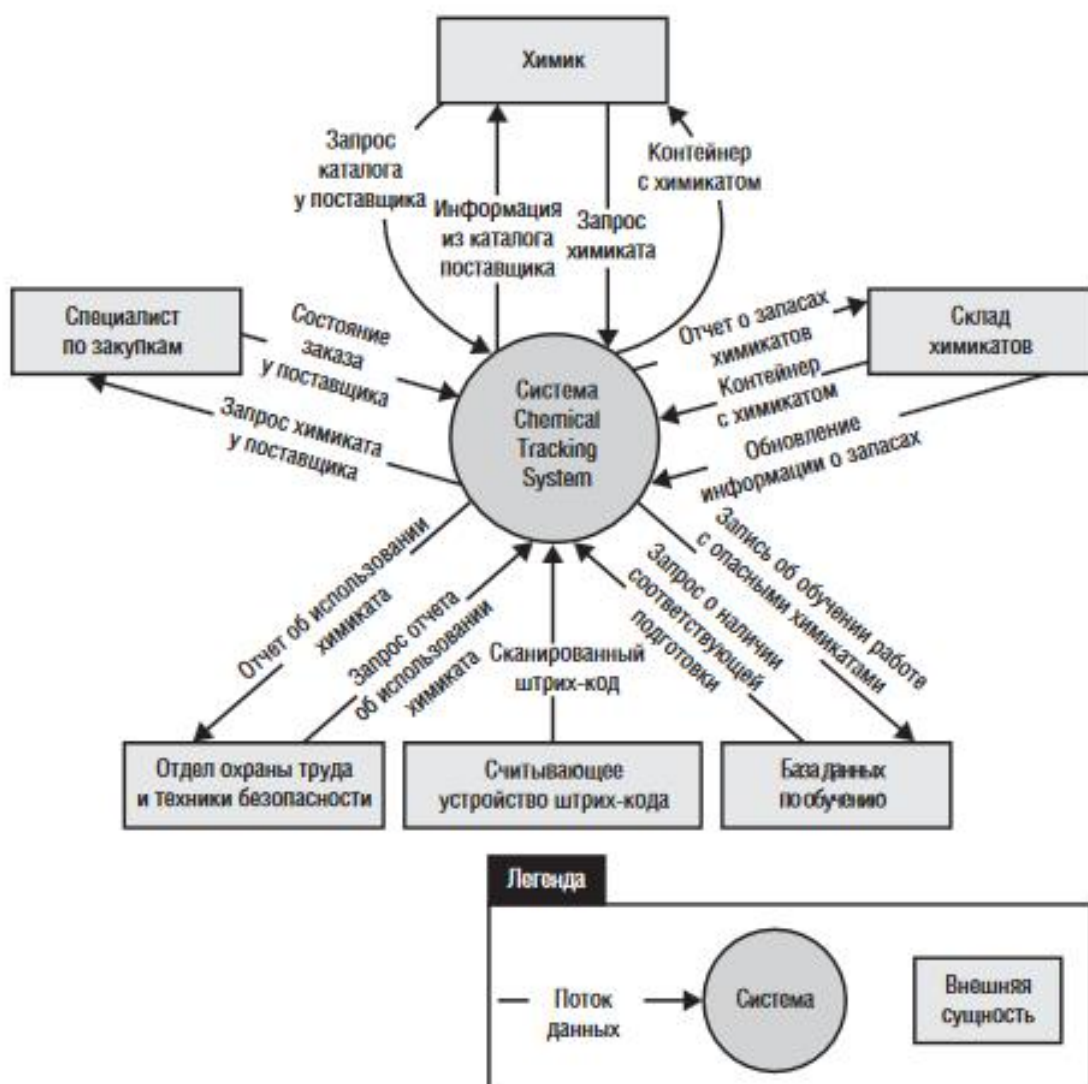 Химик
Запрос
каталога
у поставщика
Информация
из каталога
поставщика
Запрос
химиката
Контейнер
с химикатом
Специалист
по закупкам
Состояние
заказа
у поставщика
Запрос химиката
у поставщика
Система
Chemical
Tracking
System
Отчет о запасах
химикатов
Контейнер
с химикатом
Обновление
информации о запасах
Склад
химикатов
Отчет об использовании
химиката
Запрос отчета
об использовании
химиката
Сканированный
штрих-код
Запрос о наличии
соответствующей
подготовки
Запись об обучении работе
с опасными химикатами
Отдел охраны труда
и техники безопасности
Считывающее
устройство штрих-кода
База данных
по обучению
Легенда
Поток
данных
Система
Внешняя
сущность